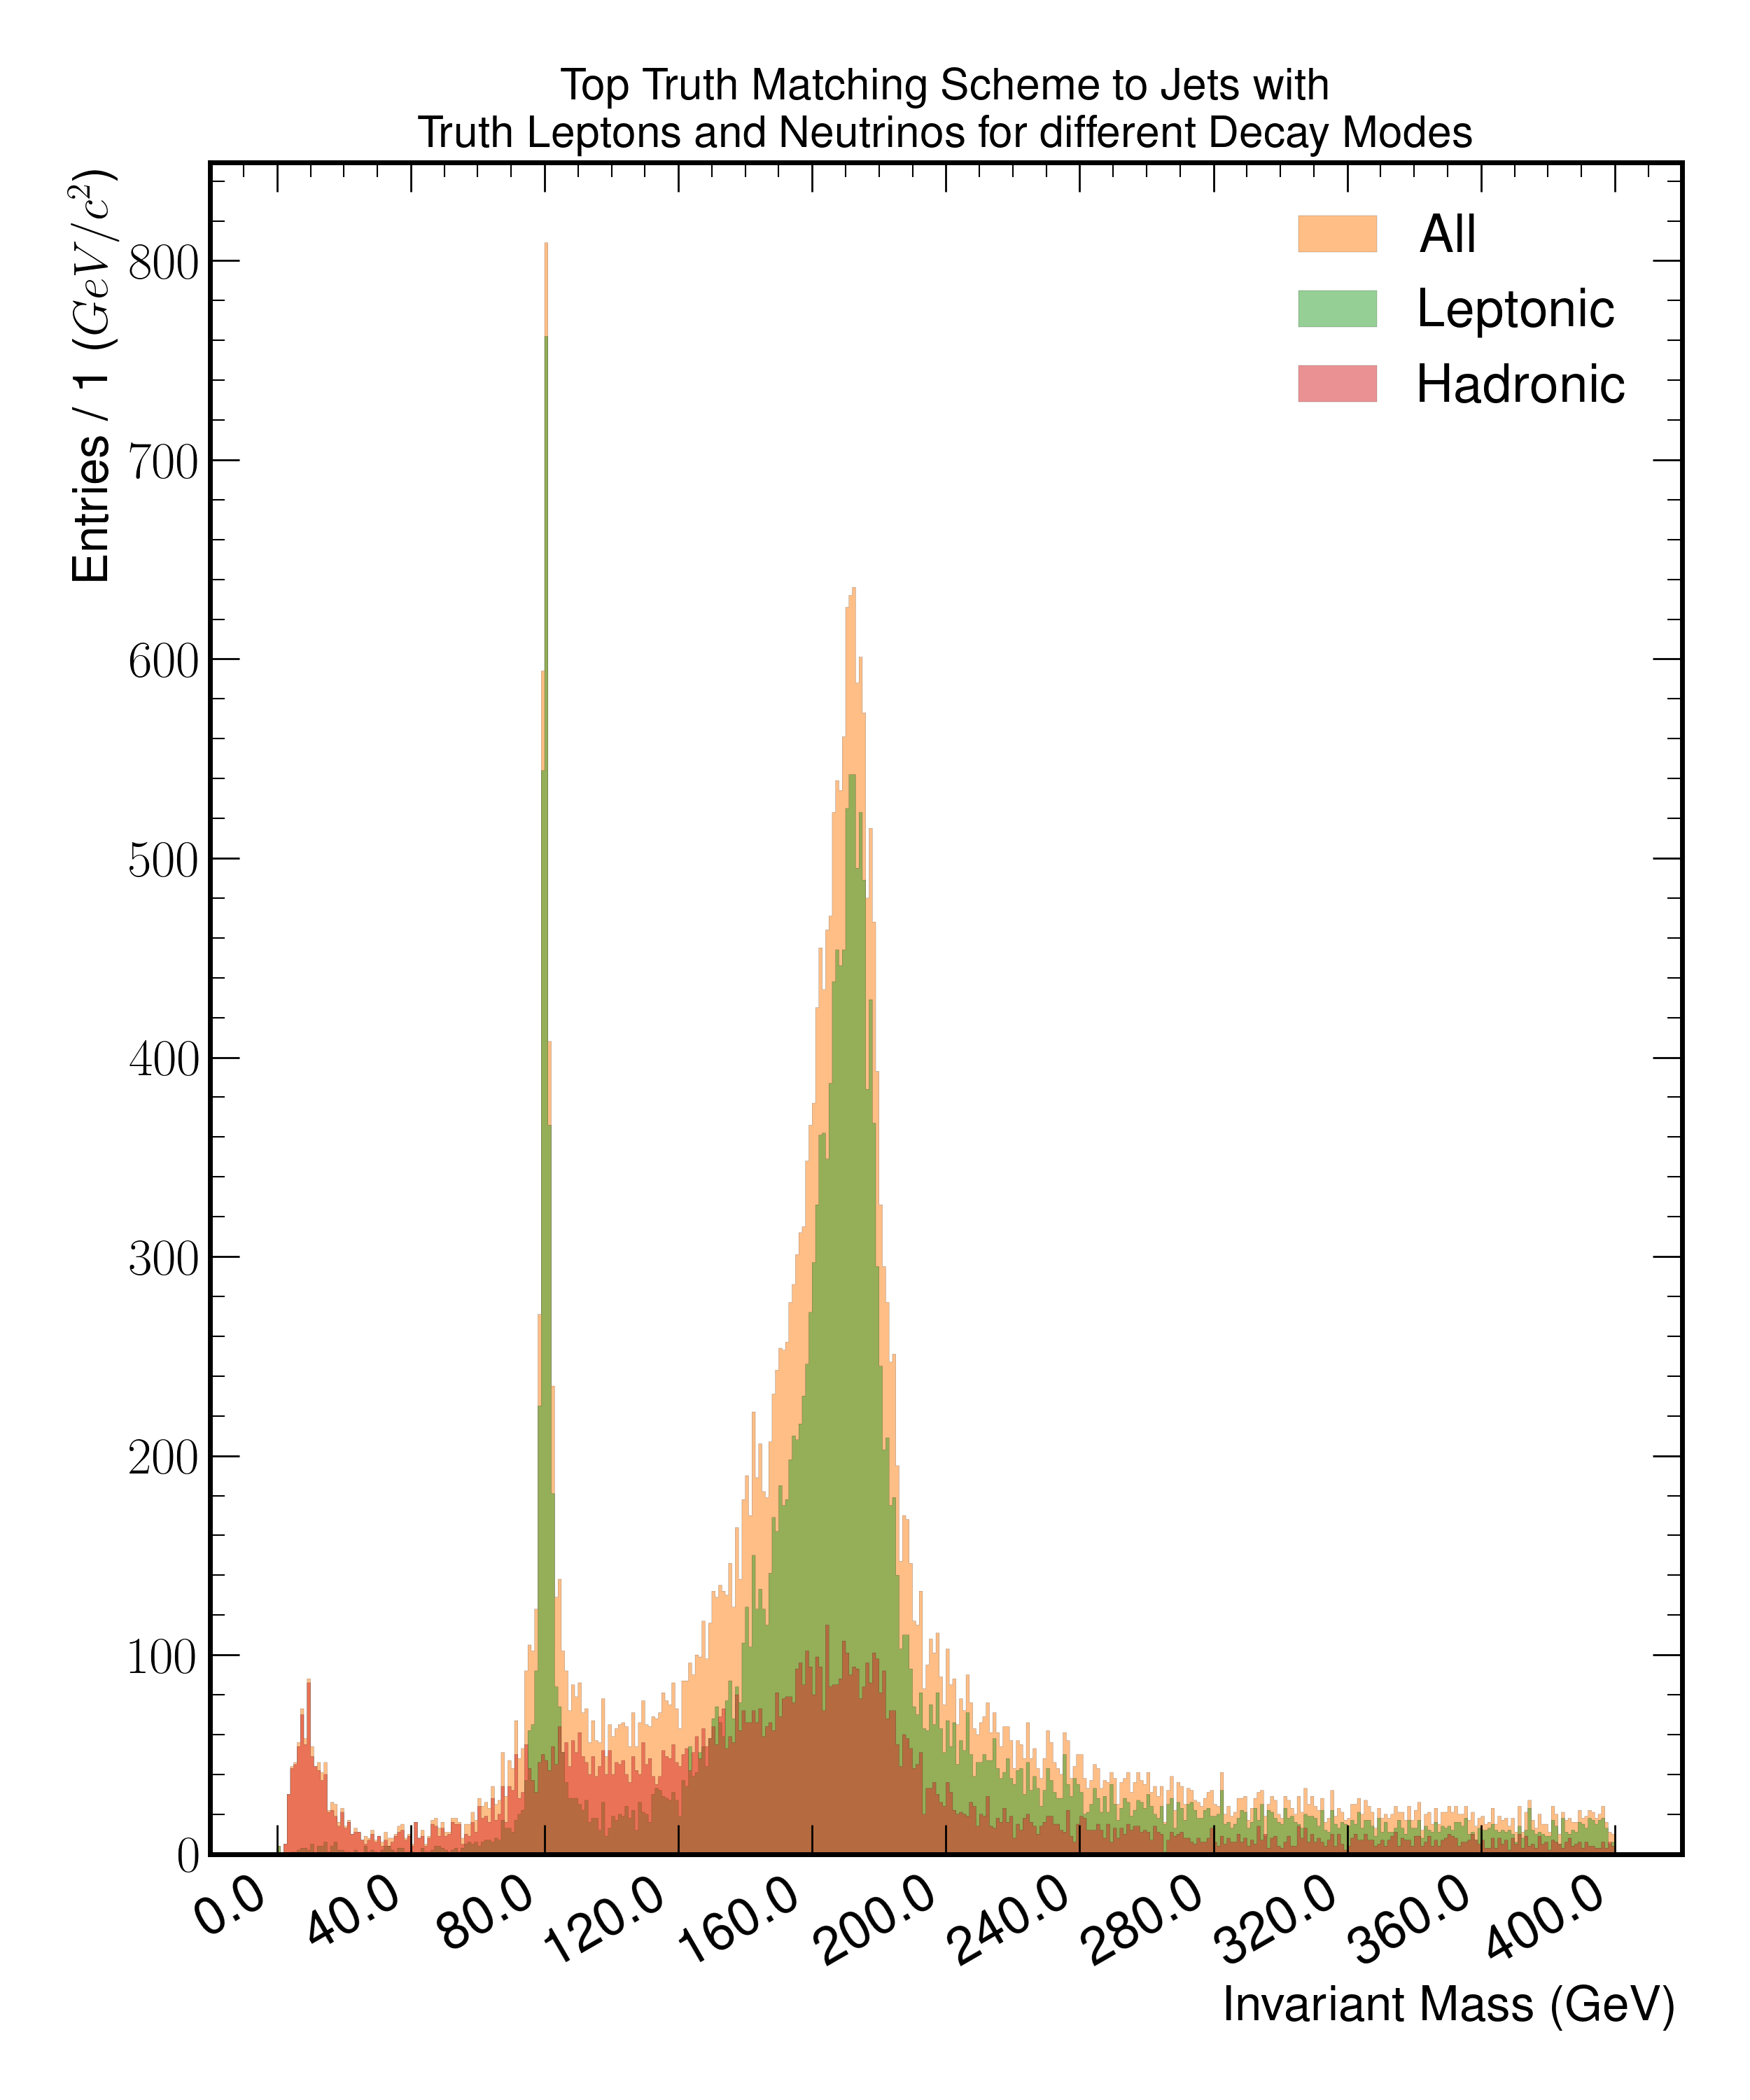 Top Truth Matching Scheme to Jets with
Truth Leptons and Neutrinos for different Decay Modes
Entries / 1 (GeV/c²)
800
700
600
500
400
300
200
100
0
All
Leptonic
Hadronic
0.0
40.0
80.0
120.0
160.0
200.0
240.0
280.0
320.0
360.0
400.0
Invariant Mass (GeV)